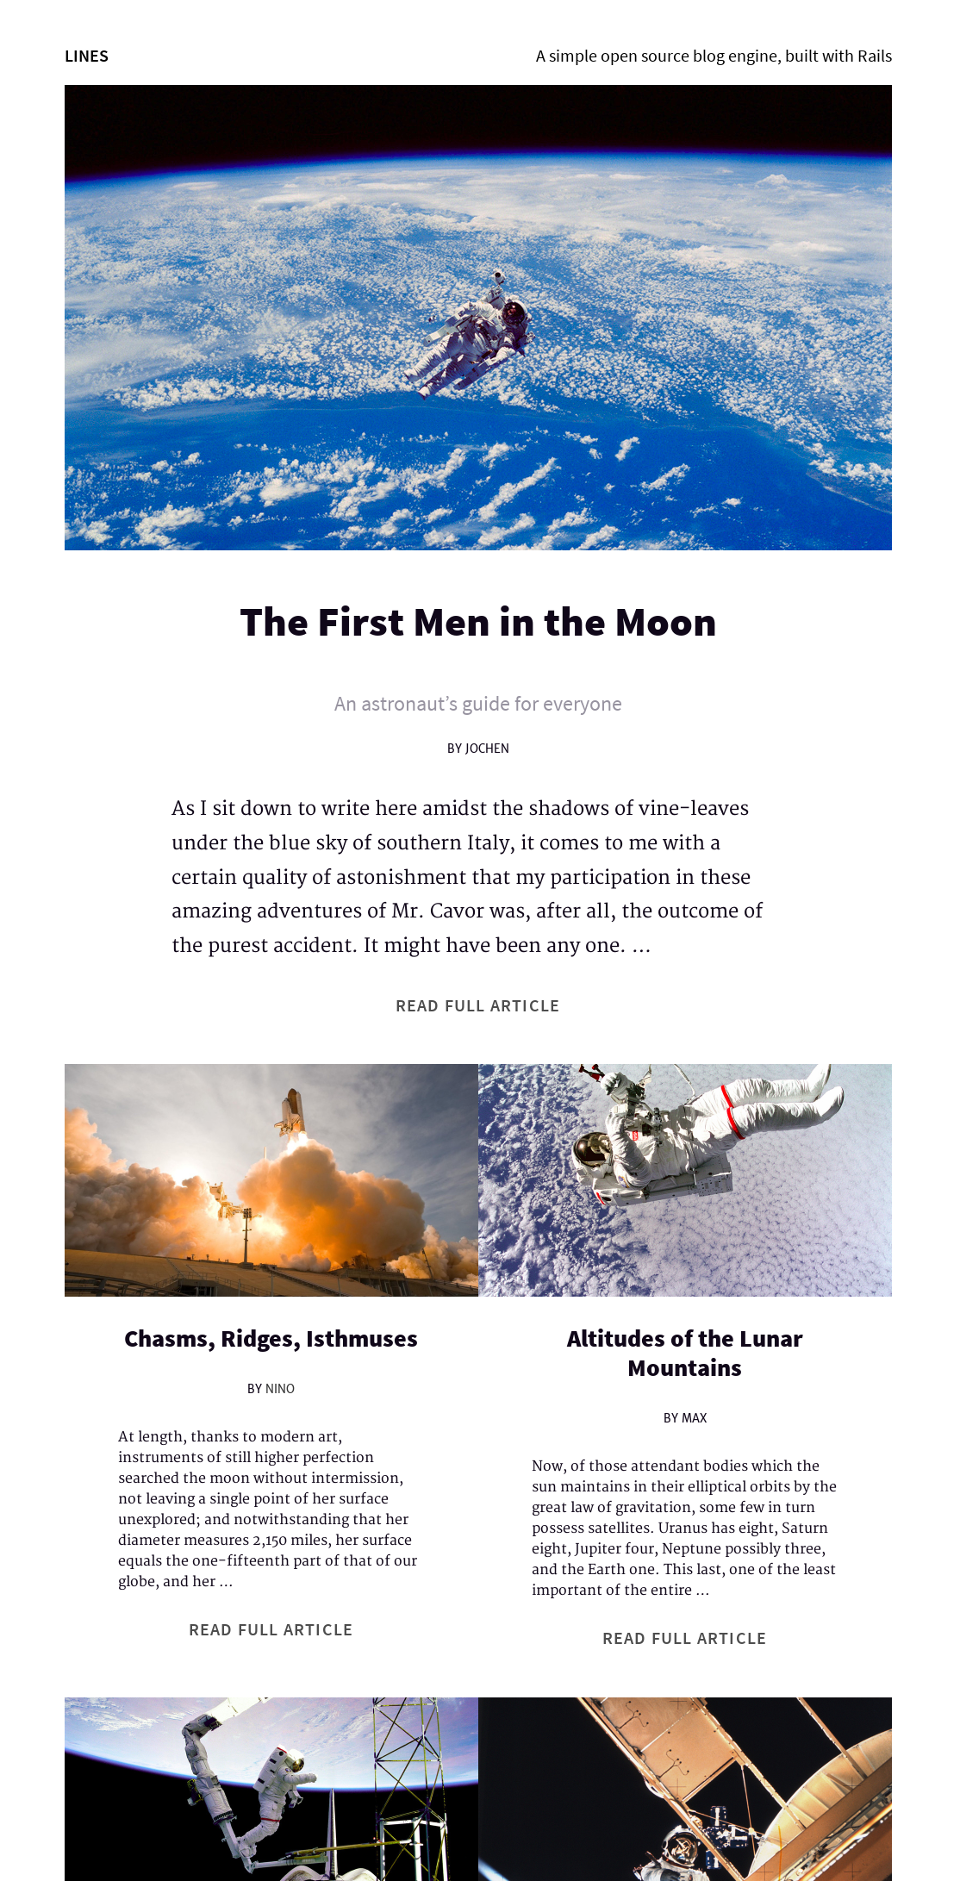 LINES
A simple open source blog engine, built with Rails
The First Men in the Moon
An astronaut’s guide for everyone
BY JOCHEN
As I sit down to write here amidst the shadows of vine-leaves
under the blue sky of southern Italy, it comes to me with a
certain quality of astonishment that my participation in these
amazing adventures of Mr. Cavor was, after all, the outcome of
the purest accident. It might have been any one. ...
READ FULL ARTICLE
Chasms, Ridges, Isthmuses
BY NINO
At length, thanks to modern art,
instruments of still higher perfection
searched the moon without intermission,
not leaving a single point of her surface
unexplored; and notwithstanding that her
diameter measures 2,150 miles, her surface
equals the one-fifteenth part of that of our
globe, and her ...
READ FULL ARTICLE
Altitudes of the Lunar
Mountains
BY MAX
Now, of those attendant bodies which the
sun maintains in their elliptical orbits by the
great law of gravitation, some few in turn
possess satellites. Uranus has eight, Saturn
eight, Jupiter four, Neptune possibly three,
and the Earth one. This last, one of the least
important of the entire ...
READ FULL ARTICLE